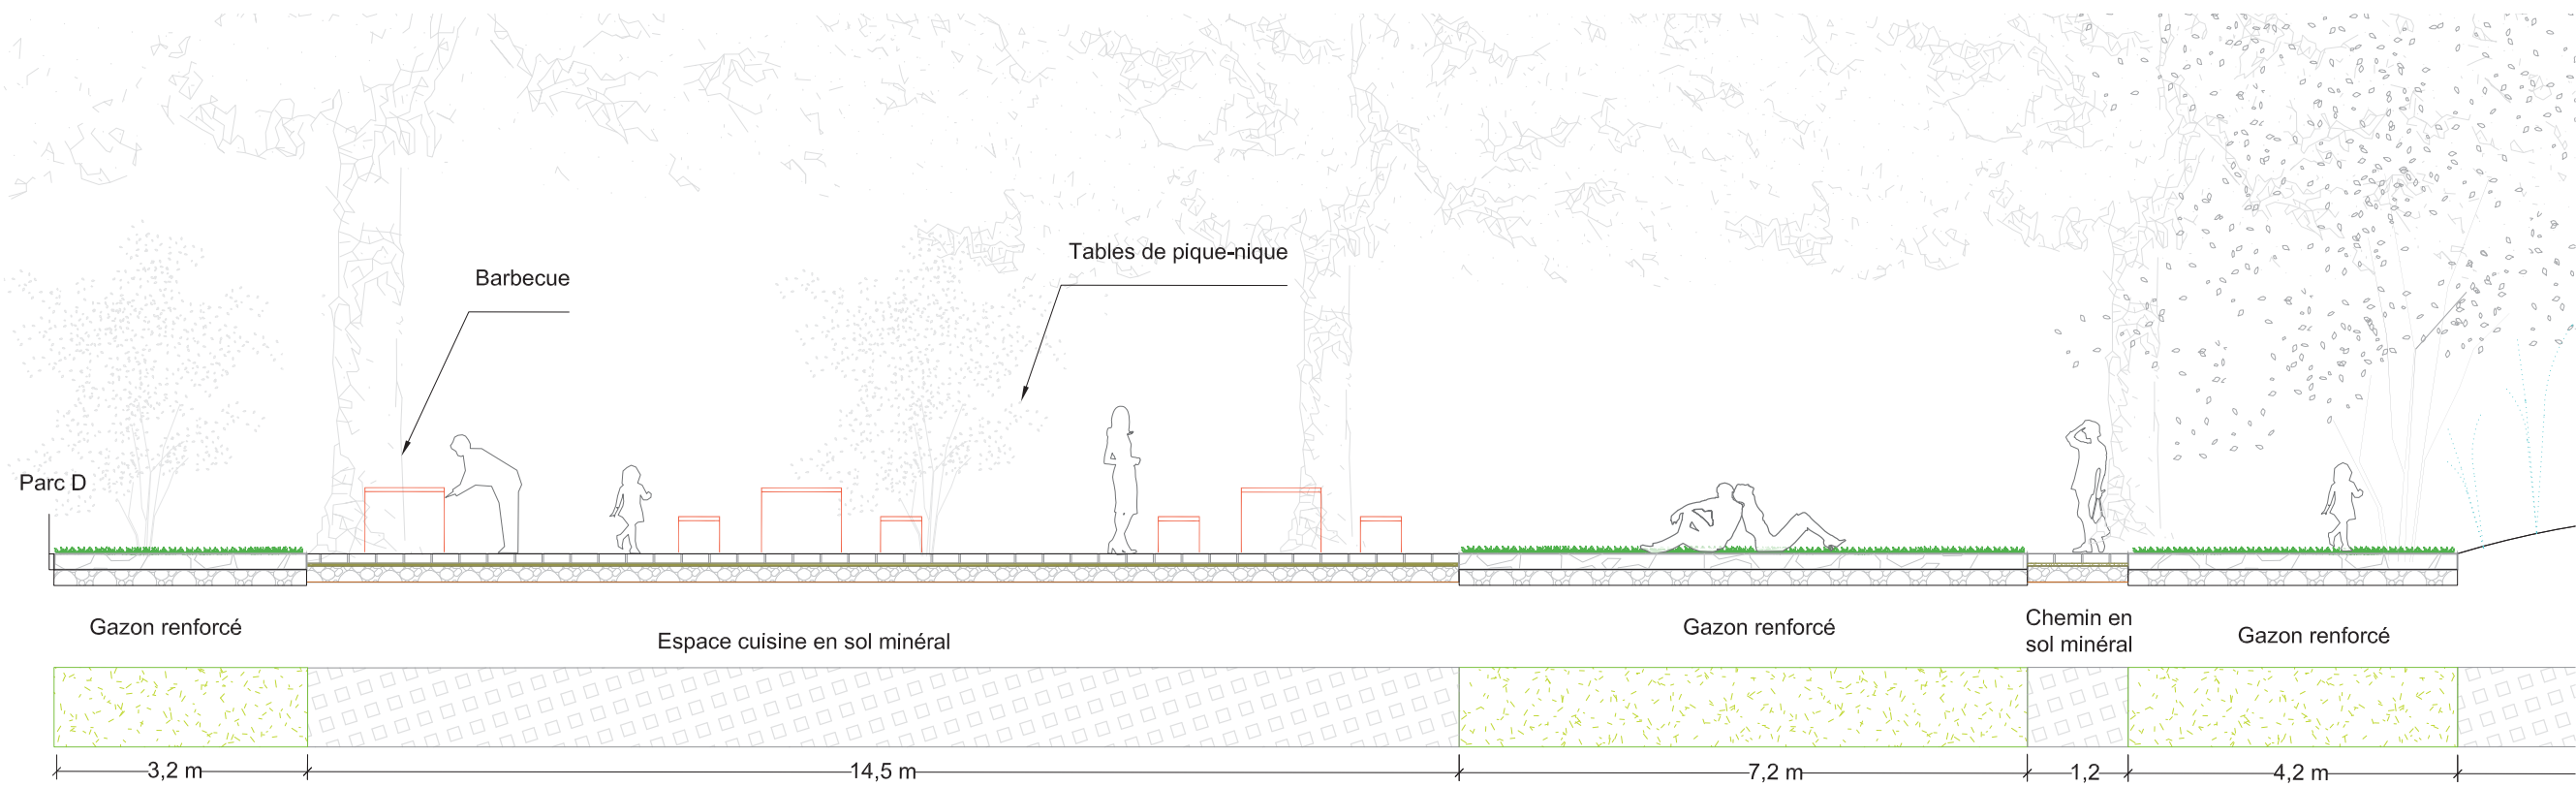 Tables de pique-nique
Barbecue
Parc D
Gazon renforcé
Espace cuisine en sol minéral
Gazon renforcé
Chemin en
sol minéral
Gazon renforcé
3,2 m
14,5 m
7,2 m
1,2
4,2 m